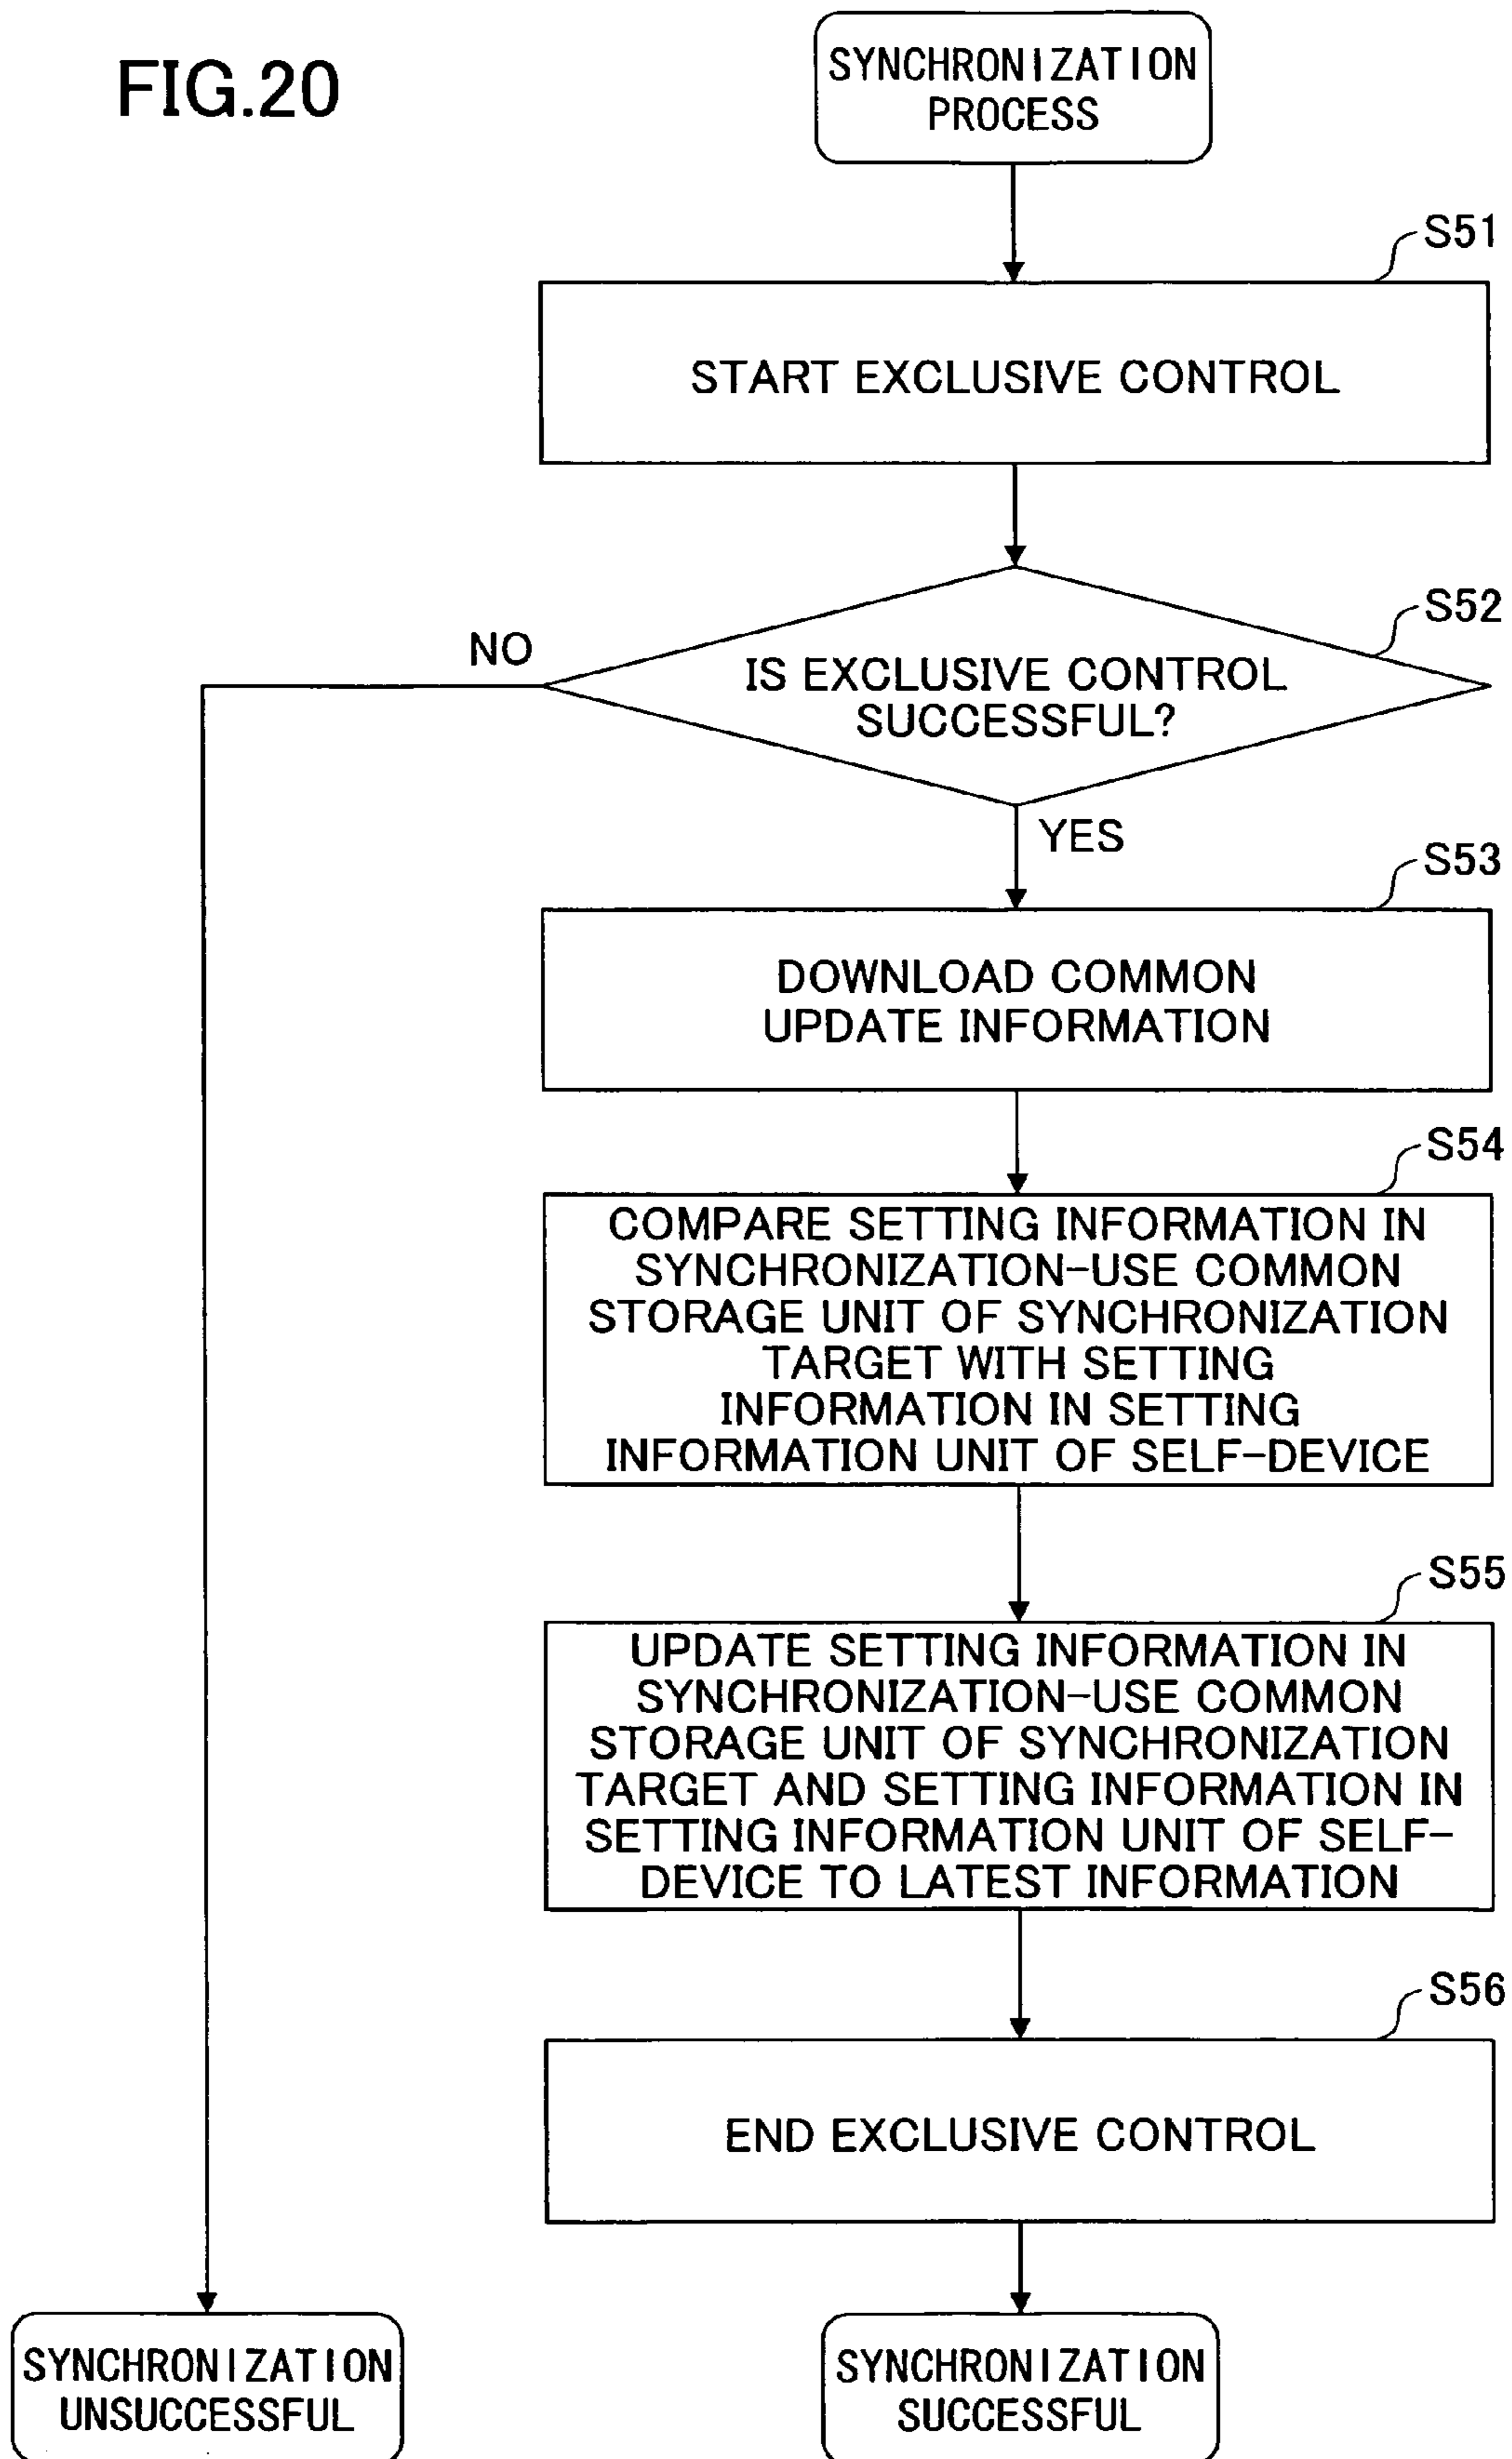 FIG.20
SYNCHRONIZATION
PROCESS
S51
START EXCLUSIVE CONTROL
S52
NO
IS EXCLUSIVE CONTROL
SUCCESSFUL?
YES
S53
DOWNLOAD COMMON
UPDATE INFORMATION
S54
COMPARE SETTING INFORMATION IN
SYNCHRONIZATION-USE COMMON
STORAGE UNIT OF SYNCHRONIZATION
TARGET WITH SETTING
INFORMATION IN SETTING
INFORMATION UNIT OF SELF-DEVICE
S55
UPDATE SETTING INFORMATION IN
SYNCHRONIZATION-USE COMMON
STORAGE UNIT OF SYNCHRONIZATION
TARGET AND SETTING INFORMATION IN
SETTING INFORMATION UNIT OF SELF-
DEVICE TO LATEST INFORMATION
S56
END EXCLUSIVE CONTROL
SYNCHRONIZATION
UNSUCCESSFUL
SYNCHRONIZATION
SUCCESSFUL